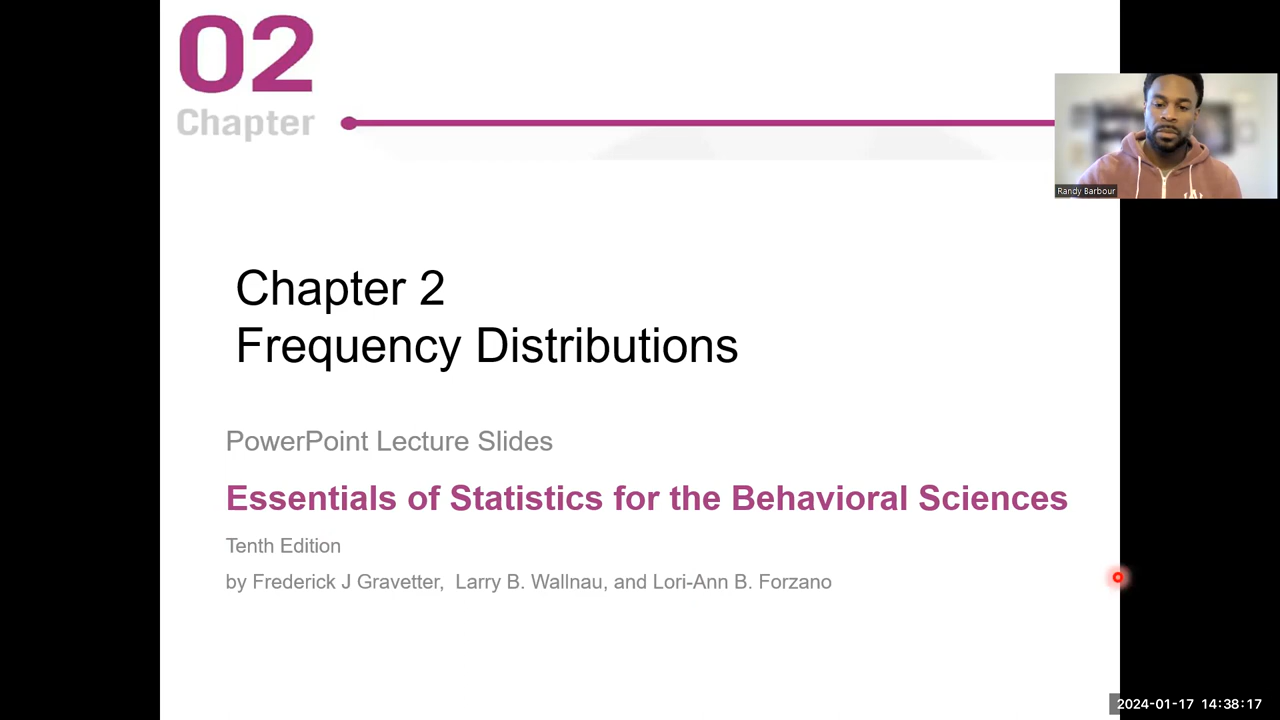 02
Chapter
Randy Barbour
Chapter 2
Frequency Distributions
PowerPoint Lecture Slides
Essentials of Statistics for the Behavioral Sciences
Tenth Edition
by Frederick J Gravetter,  Larry B. Wallnau, and Lori-Ann B. Forzano
2024-01-17 14:38:17